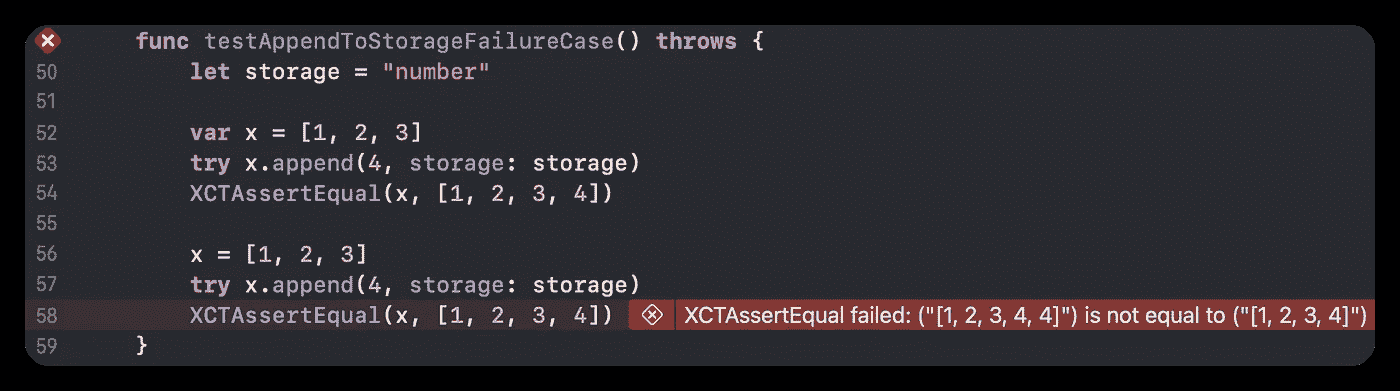 func testAppendToStorageFailureCase() throws {
50 let storage = "number"
51
52 var x = [1, 2, 3]
53 try x.append(4, storage: storage)
54 XCTAssertEqual(x, [1, 2, 3, 4])
55
56 x = [1, 2, 3]
57 try x.append(4, storage: storage)
58 XCTAssertEqual(x, [1, 2, 3, 4]) XCTAssertEqual failed: ("[1, 2, 3, 4, 4]") is not equal to ("[1, 2, 3, 4]")
59 }